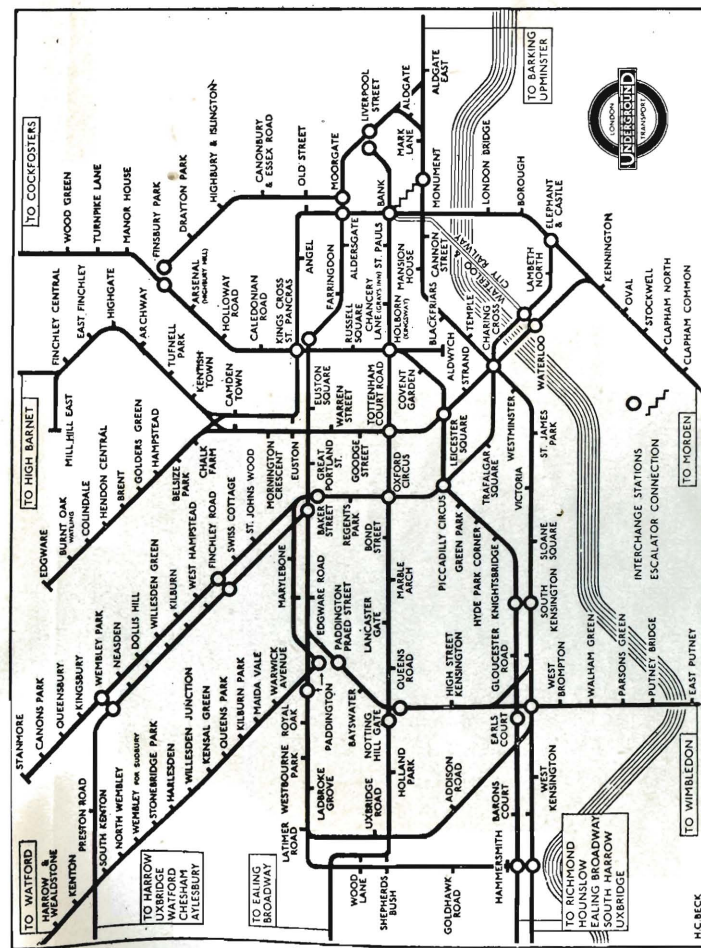 TO WATFORD
HARROW &
WEALDSTONE
KENTON
PRESTON ROAD
SOUTH KENTON
NORTH WEMBLEY
WEMBLEY FOR SUDBURY
STONEBRIDGE PARK
HARLESDEN
WILLESDEN JUNCTION
KENSAL GREEN
QUEENS PARK
KILBURN PARK
MAIDA VALE
WARWICK
AVENUE
TO HARROW
UXBRIDGE
WATFORD
CHESHAM
AYLESBURY
STANMORE
CANONS PARK
QUEENSBURY
KINGSBURY
WEMBLEY PARK
NEASDEN
DOLLIS HILL
WILLESDEN GREEN
KILBURN
WEST HAMPSTEAD
FINCHLEY ROAD
SWISS COTTAGE
ST. JOHNS WOOD
EDGWARE
BURNT OAK
WATLING
COLINDALE
HENDON CENTRAL
BRENT
GOLDERS GREEN
HAMPSTEAD
BELSIZE
PARK
CHALK
FARM
TO HIGH BARNET
MILL HILL EAST
FINCHLEY CENTRAL
EAST FINCHLEY
HIGHGATE
ARCHWAY
TUFNELL
PARK
KENTISH
TOWN
CAMDEN
TOWN
MORNINGTON
CRESCENT
EUSTON
TO COCKFOSTERS
WOOD GREEN
TURNPIKE LANE
MANOR HOUSE
FINSBURY PARK
DRAYTON PARK
HIGHBURY & ISLINGTON
CANONBURY
& ESSEX ROAD
OLD STREET
MOORGATE
LIVERPOOL
STREET
ARSENAL
(HIGHBURY HILL)
HOLLOWAY
ROAD
CALEDONIAN
ROAD
KINGS CROSS
ST. PANCRAS
ANGEL
FARRINGDON
ALDERSGATE
TO EALING
BROADWAY
LATIMER
ROAD
WESTBOURNE
PARK
ROYAL
OAK
LADBROKE
GROVE
PADDINGTON
EDGWARE ROAD
PADDINGTON
PRAED STREET
MARYLEBONE
BAKER
STREET
GREAT
PORTLAND
ST.
EUSTON
SQUARE
WARREN
STREET
GOODGE
STREET
REGENTS
PARK
RUSSELL
SQUARE
CHANCERY
LANE (GRAYS INN)
ST. PAULS
BANK
ALDGATE
ALDGATE
EAST
MARK
LANE
MONUMENT
TO BARKING
UPMINSTER
WOOD
LANE
UXBRIDGE
ROAD
SHEPHERDS
BUSH
HOLLAND
PARK
NOTTING
HILL GATE
BAYSWATER
QUEENS
ROAD
LANCASTER
GATE
MARBLE
ARCH
BOND
STREET
OXFORD
CIRCUS
TOTTENHAM
COURT ROAD
HOLBORN
(KINGSWAY)
COVENT
GARDEN
ALDWYCH
BLACKFRIARS
MANSION
HOUSE
CANNON
STREET
TEMPLE
STRAND
CHARING
CROSS
LEICESTER
SQUARE
PICCADILLY CIRCUS
TRAFALGAR
SQUARE
GREEN PARK
HYDE PARK CORNER
KNIGHTSBRIDGE
GOLDHAWK
ROAD
ADDISON
ROAD
HIGH STREET
KENSINGTON
GLOUCESTER
ROAD
HAMMERSMITH
BARONS
COURT
EARLS
COURT
WEST
KENSINGTON
SOUTH
KENSINGTON
SLOANE
SQUARE
VICTORIA
ST. JAMES
PARK
WESTMINSTER
WATERLOO
WATERLOO &
CITY RAILWAY
LAMBETH
NORTH
LONDON BRIDGE
BOROUGH
ELEPHANT
& CASTLE
KENNINGTON
OVAL
STOCKWELL
CLAPHAM NORTH
CLAPHAM COMMON
TO MORDEN
TO RICHMOND
HOUNSLOW
EALING BROADWAY
SOUTH HARROW
UXBRIDGE
WEST
BROMPTON
WALHAM GREEN
PARSONS GREEN
PUTNEY BRIDGE
EAST PUTNEY
TO WIMBLEDON
INTERCHANGE STATIONS
ESCALATOR CONNECTION
LONDON
UNDERGROUND
TRANSPORT
H.C.BECK